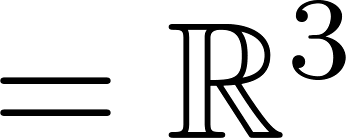 = ℝ³